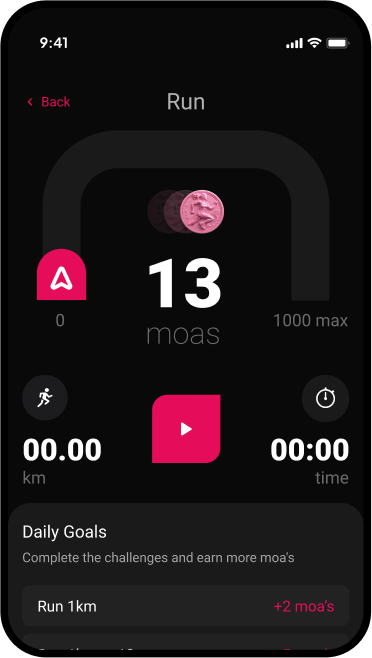 9:41
Back
Run
13
moas
0
1000 max
00.00
00:00
km
time
Daily Goals
Complete the challenges and earn more moa's
Run 1km
+2 moa's